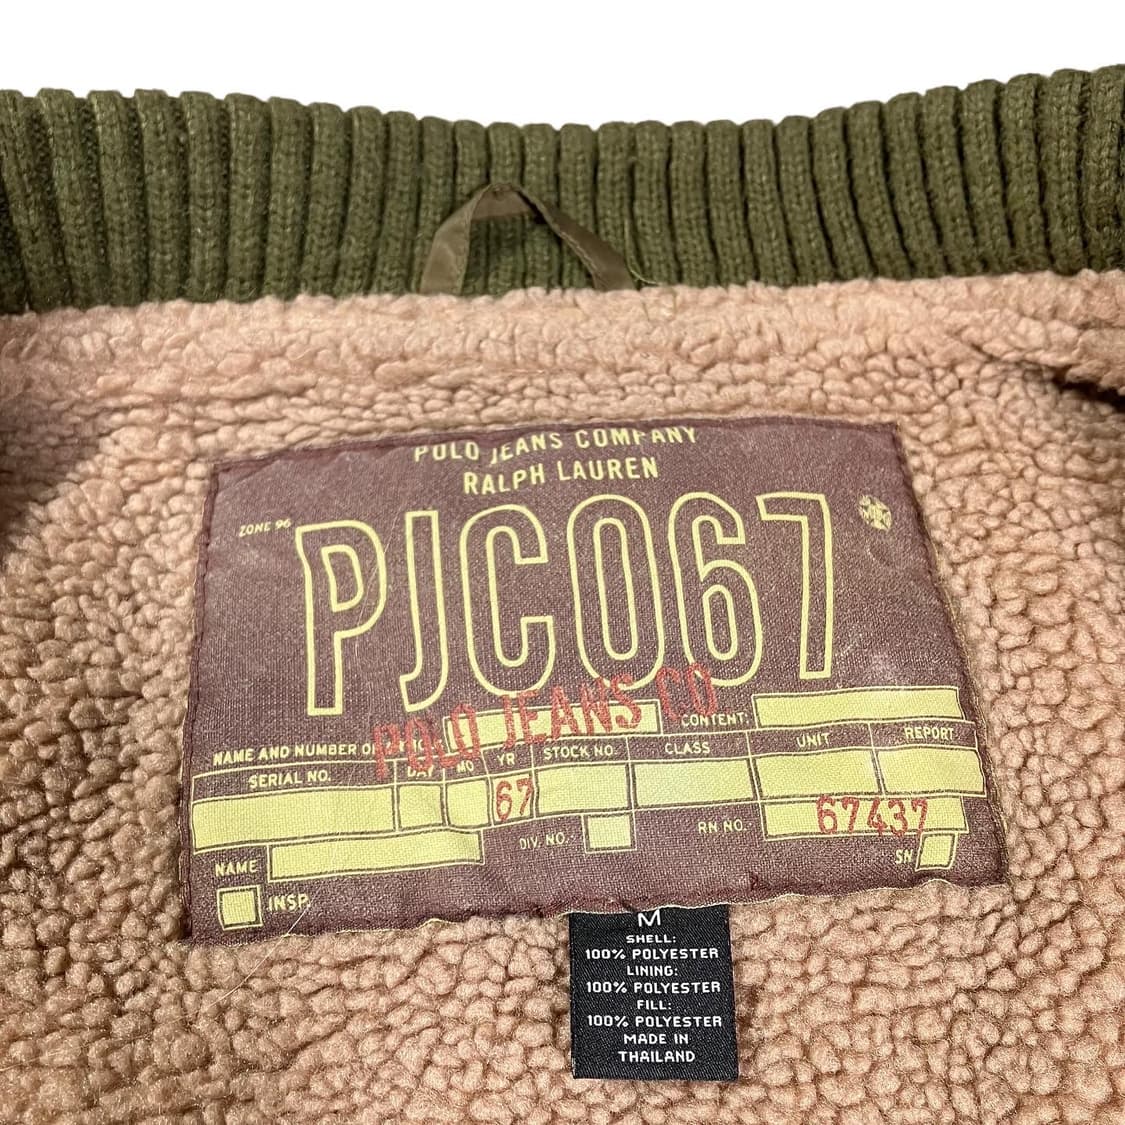 POLO JEANS COMPANY
RALPH LAUREN
ZONE 96
PJCO67
POLO JEANS CO
CONTENT:
NAME AND NUMBER OF
SERIAL NO. DAY MO YR STOCK NO. CLASS UNIT REPORT
67
DIV. NO. RN NO. 67437
NAME SN
INSP.
M
SHELL:
100% POLYESTER
LINING:
100% POLYESTER
FILL:
100% POLYESTER
MADE IN
THAILAND